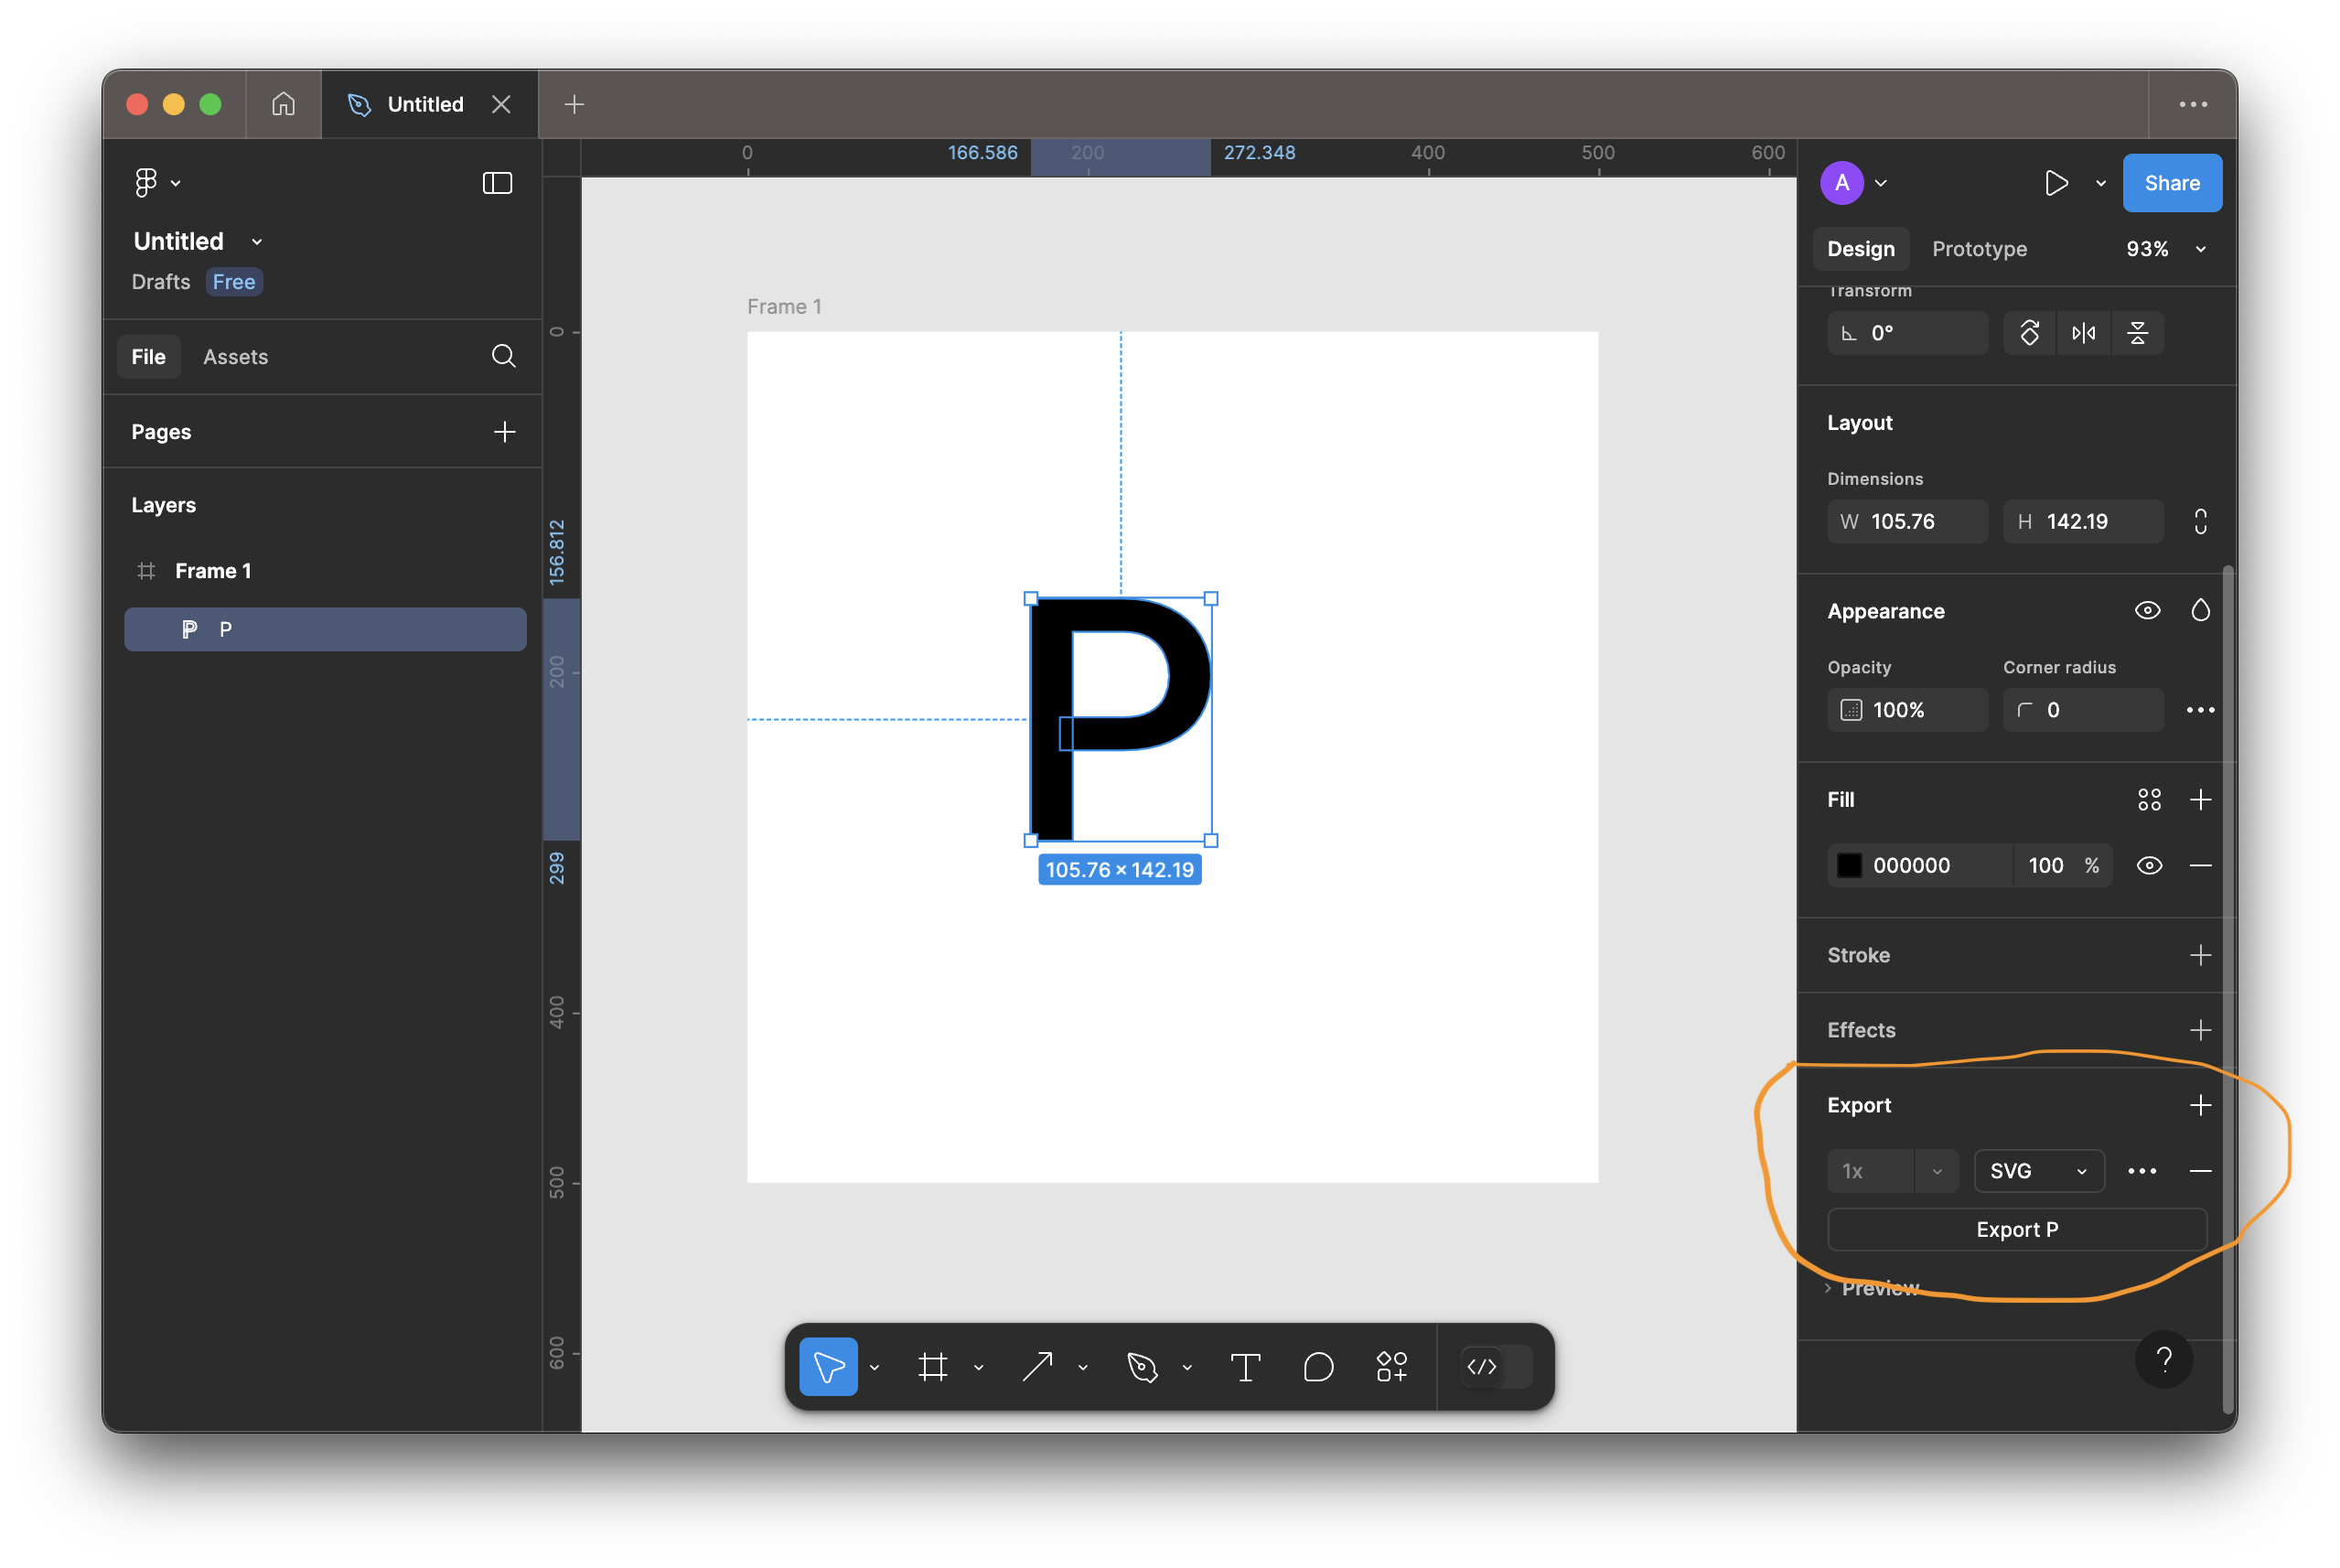 Untitled
Untitled
Drafts Free
File Assets
Pages
Layers
Frame 1
P
0 166.586 200 272.348 400 500 600
0
156.812
200
299
400
500
600
Frame 1
P
105.76 × 142.19
A Share
Design Prototype 93%
Transform
0°
Layout
Dimensions
W 105.76 H 142.19
Appearance
Opacity Corner radius
100% 0
Fill
000000 100 %
Stroke
Effects
Export
1x SVG
Export P
Preview
?